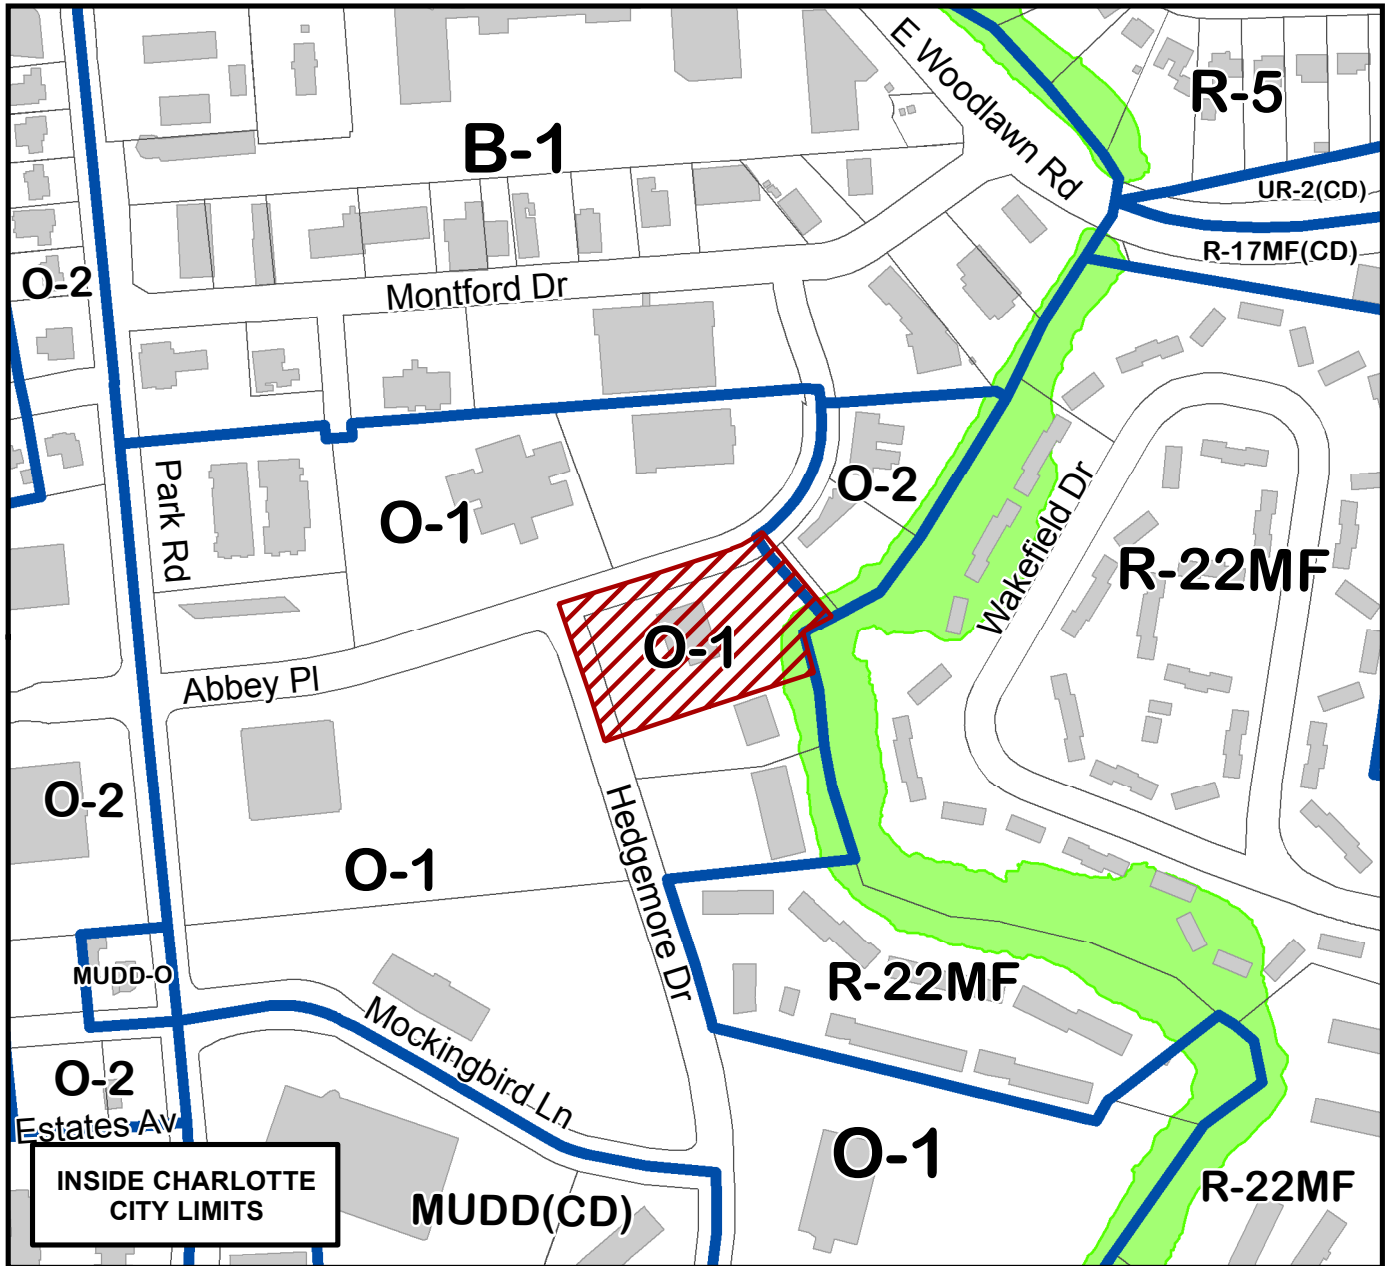 E Woodlawn Rd
R-5
B-1
UR-2(CD)
R-17MF(CD)
O-2
Montford Dr
Park Rd
O-1
O-2
Wakefield Dr
R-22MF
O-1
Abbey Pl
O-2
Hedgemore Dr
O-1
MUDD-O
R-22MF
Mockingbird Ln
O-2
Estates Av
O-1
INSIDE CHARLOTTE
CITY LIMITS
MUDD(CD)
R-22MF